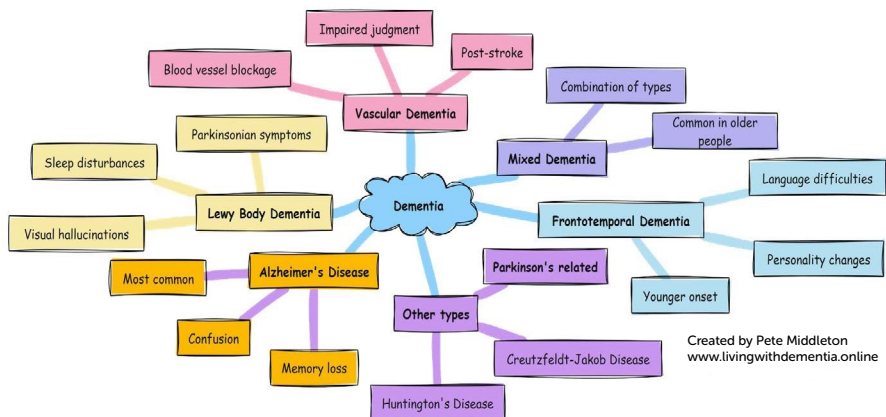 Impaired judgment
Post-stroke
Blood vessel blockage
Vascular Dementia
Combination of types
Common in older
people
Mixed Dementia
Parkinsonian symptoms
Sleep disturbances
Visual hallucinations
Lewy Body Dementia
Dementia
Language difficulties
Frontotemporal Dementia
Personality changes
Younger onset
Alzheimer's Disease
Most common
Confusion
Memory loss
Parkinson's related
Other types
Creutzfeldt-Jakob Disease
Huntington's Disease
Created by Pete Middleton
www.livingwithdementia.online